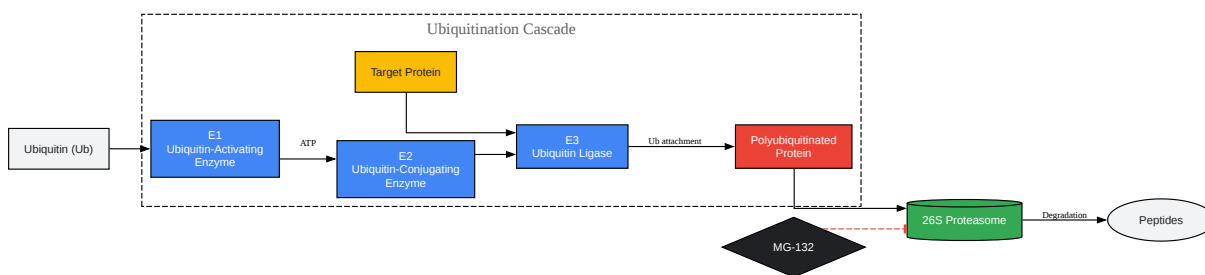 Ubiquitination Cascade
Target Protein
Ubiquitin (Ub)
E1
Ubiquitin-Activating
Enzyme
ATP
E2
Ubiquitin-Conjugating
Enzyme
E3
Ubiquitin Ligase
Ub attachment
Polyubiquitinated
Protein
26S Proteasome
Degradation
Peptides
MG-132